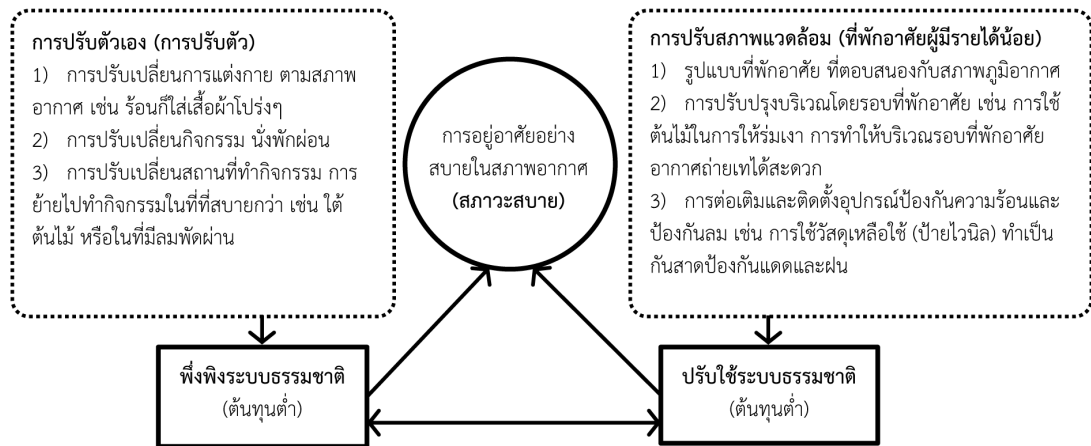 การปรับตัวเอง (การปรับตัว)
1) การปรับเปลี่ยนการแต่งกาย ตามสภาพ
อากาศ เช่น ร้อนก็ใส่เสื้อผ้าโปร่งๆ
2) การปรับเปลี่ยนกิจกรรม นั่งพักผ่อน
3) การปรับเปลี่ยนสถานที่ทำกิจกรรม การ
ย้ายไปทำกิจกรรมในที่ที่สบายกว่า เช่น ใต้
ต้นไม้ หรือในที่มีลมพัดผ่าน
การอยู่อาศัยอย่าง
สบายในสภาพอากาศ
(สภาวะสบาย)
การปรับสภาพแวดล้อม (ที่พักอาศัยผู้มีรายได้น้อย)
1) รูปแบบที่พักอาศัย ที่ตอบสนองกับสภาพภูมิอากาศ
2) การปรับปรุงบริเวณโดยรอบที่พักอาศัย เช่น การใช้
ต้นไม้ในการให้ร่มเงา การทำให้บริเวณรอบที่พักอาศัย
อากาศถ่ายเทได้สะดวก
3) การต่อเติมและติดตั้งอุปกรณ์ป้องกันความร้อนและ
ป้องกันลม เช่น การใช้วัสดุเหลือใช้ (ป้ายไวนิล) ทำเป็น
กันสาดป้องกันแดดและฝน
พึ่งพิงระบบธรรมชาติ
(ต้นทุนต่ำ)
ปรับใช้ระบบธรรมชาติ
(ต้นทุนต่ำ)